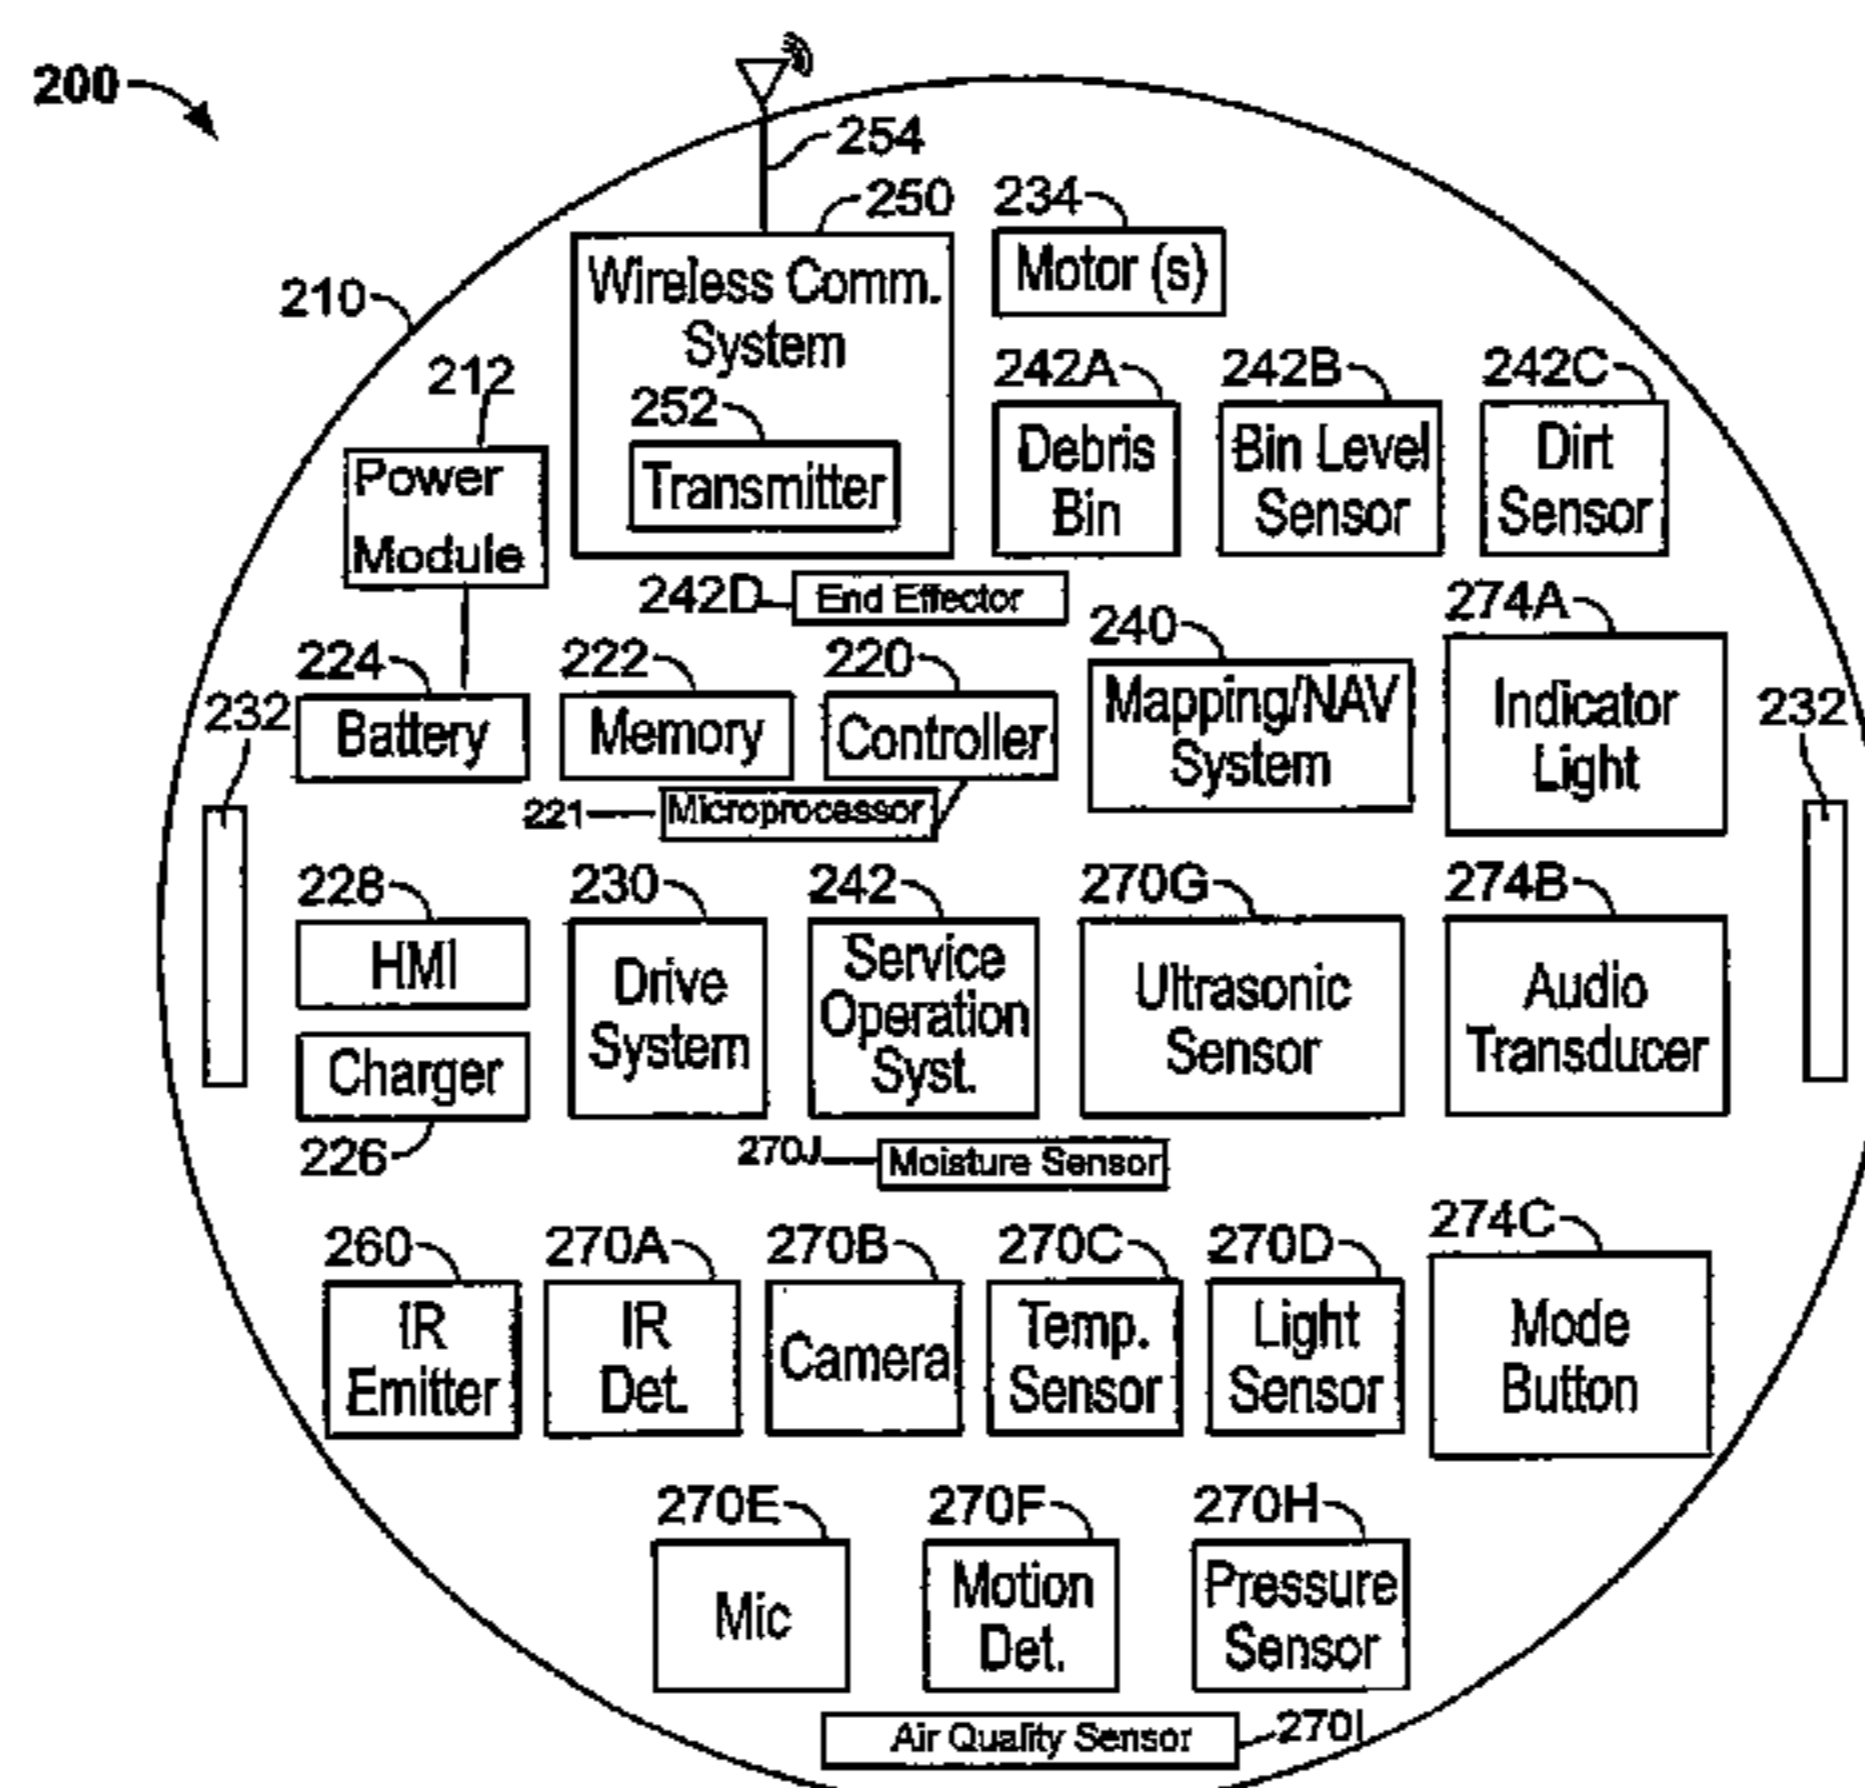 200
254
250
234
Wireless Comm.
System
Motor (s)
210
212
252
242A
242B
242C
Power
Module
Transmitter
Debris
Bin
Bin Level
Sensor
Dirt
Sensor
242D
End Effector
274A
224
222
220
240
232
Battery
Memory
Controller
Mapping/NAV
System
Indicator
Light
232
221
Microprocessor
228
230
242
270G
274B
HMI
Drive
System
Service
Operation
Syst.
Ultrasonic
Sensor
Audio
Transducer
Charger
226
270J
Moisture Sensor
260
270A
270B
270C
270D
274C
IR
Emitter
IR
Det.
Camera
Temp.
Sensor
Light
Sensor
Mode
Button
270E
270F
270H
Mic
Motion
Det.
Pressure
Sensor
Air Quality Sensor
270I